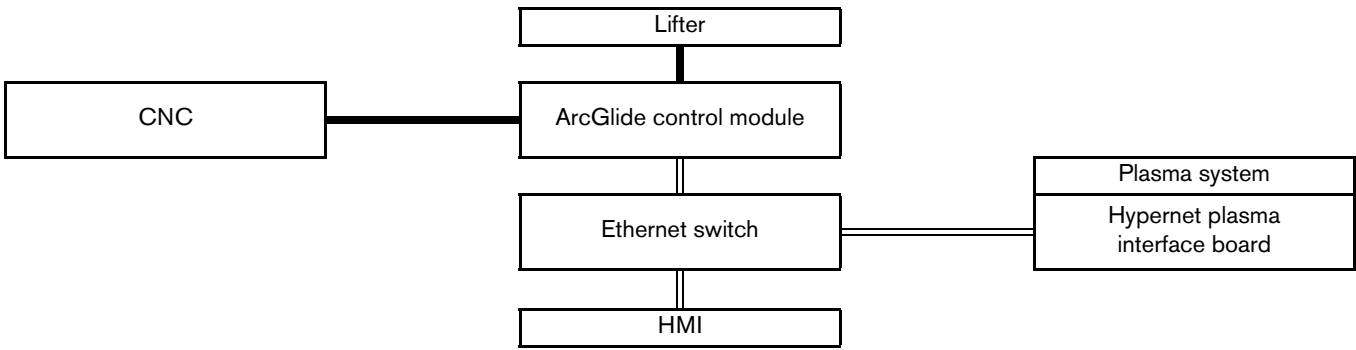 Lifter
CNC
ArcGlide control module
Plasma system
Ethernet switch
Hypernet plasma
interface board
HMI